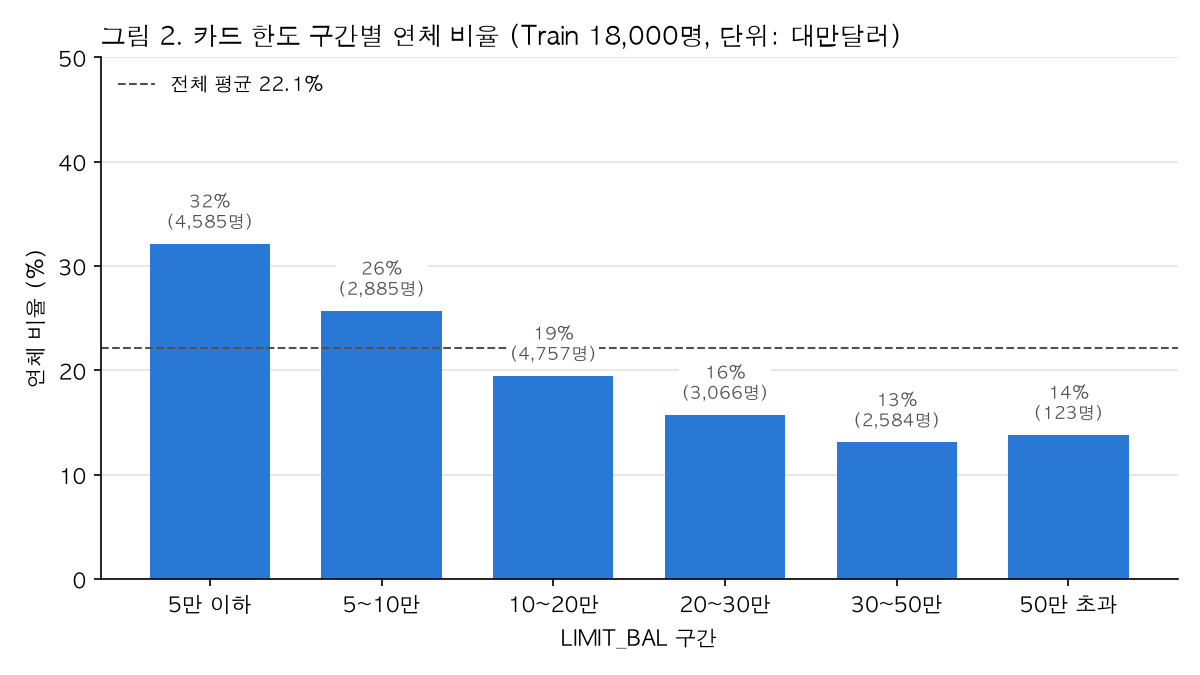 그림 2. 카드 한도 구간별 연체 비율 (Train 18,000명, 단위: 대만달러)
전체 평균 22.1%
연체 비율 (%)
50
40
30
20
10
0
32%
(4,585명)
26%
(2,885명)
19%
(4,757명)
16%
(3,066명)
13%
(2,584명)
14%
(123명)
5만 이하
5~10만
10~20만
20~30만
30~50만
50만 초과
LIMIT_BAL 구간